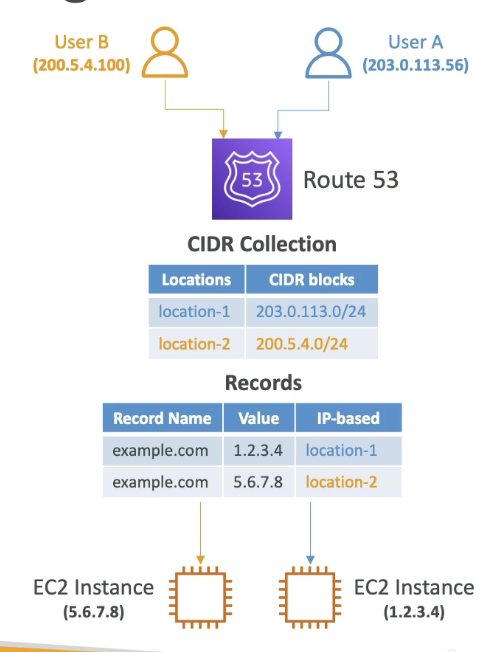 User B
(200.5.4.100)
User A
(203.0.113.56)
53
Route 53
CIDR Collection
Locations CIDR blocks
location-1 203.0.113.0/24
location-2 200.5.4.0/24
Records
Record Name Value IP-based
example.com 1.2.3.4 location-1
example.com 5.6.7.8 location-2
EC2 Instance
(5.6.7.8)
EC2 Instance
(1.2.3.4)